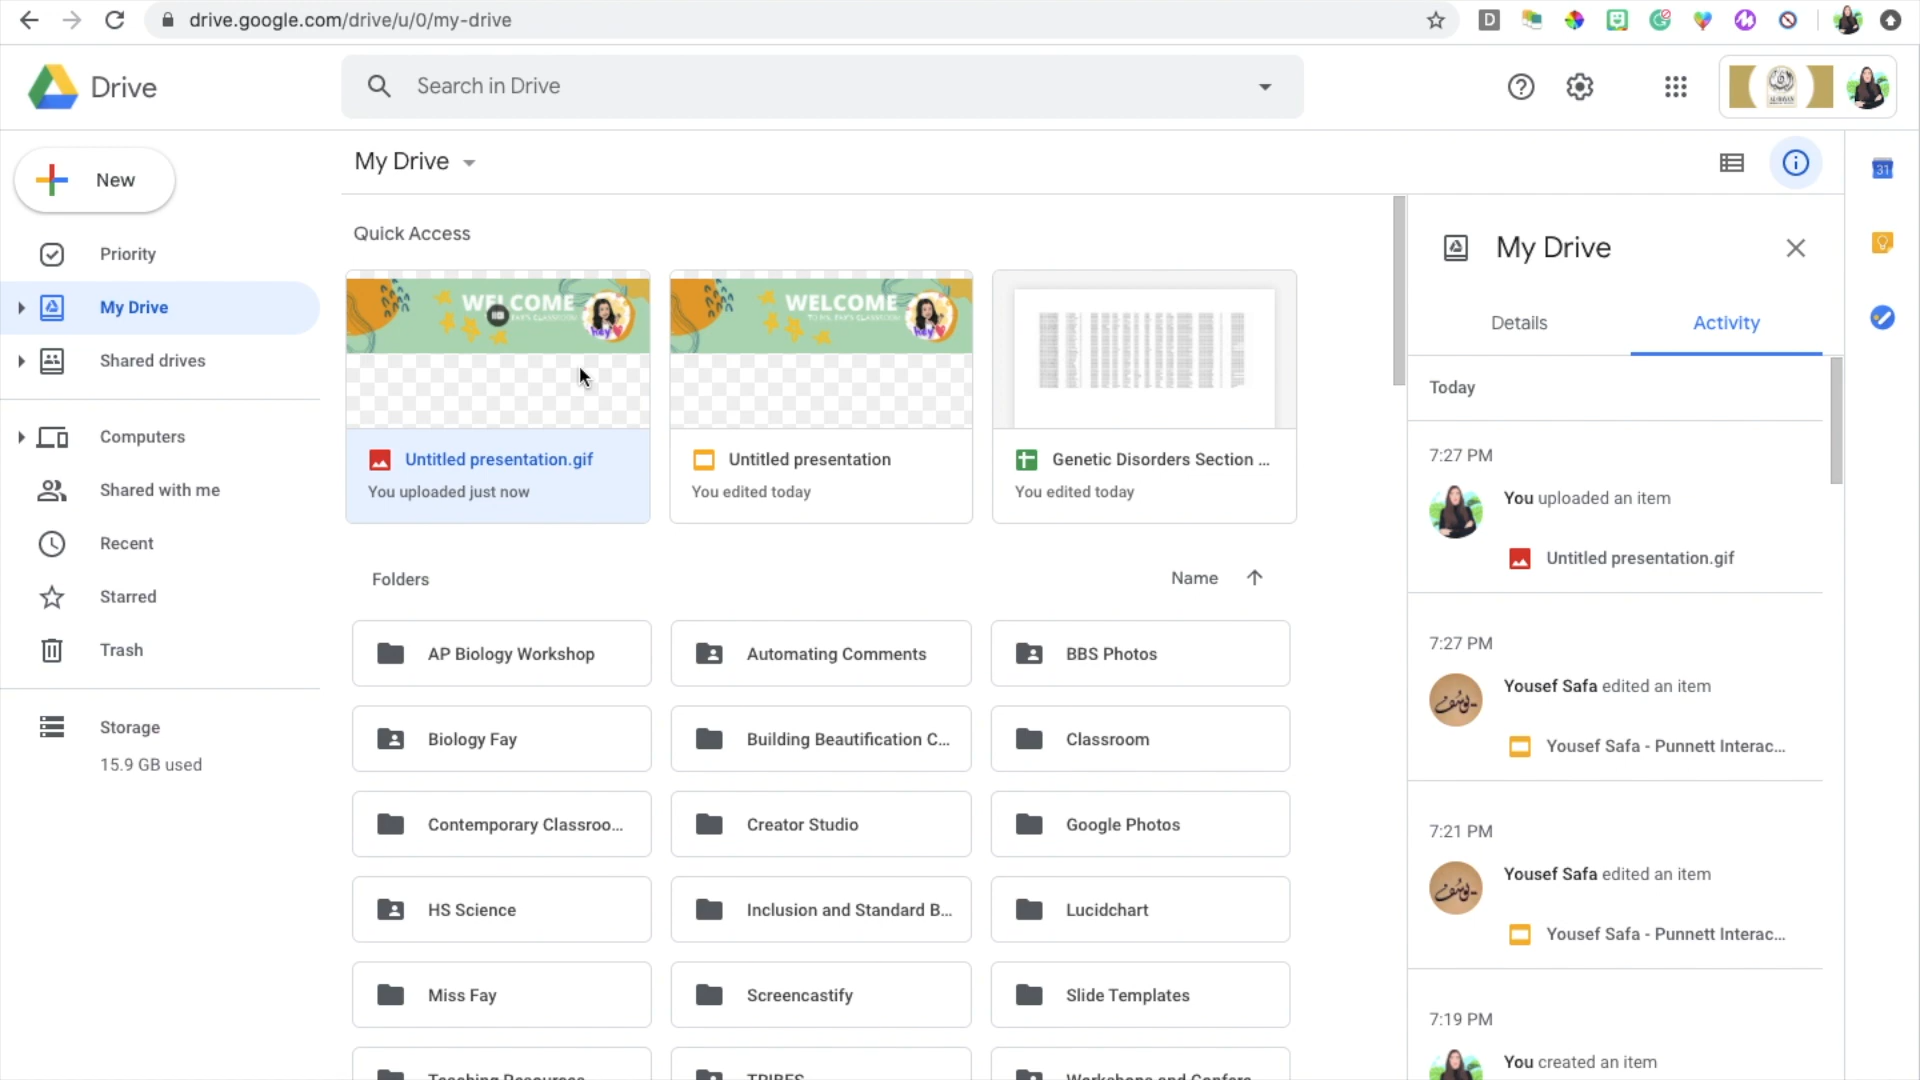 drive.google.com/drive/u/0/my-drive
Drive
Search in Drive
New
My Drive
Priority
My Drive
Shared drives
Computers
Shared with me
Recent
Starred
Trash
Storage
15.9 GB used
Quick Access
WELCOME
WELCOME
Untitled presentation.gif
You uploaded just now
Untitled presentation
You edited today
Genetic Disorders Section ...
You edited today
Folders
Name
AP Biology Workshop
Automating Comments
BBS Photos
Biology Fay
Building Beautification C...
Classroom
Contemporary Classroo...
Creator Studio
Google Photos
HS Science
Inclusion and Standard B...
Lucidchart
Miss Fay
Screencastify
Slide Templates
TRIBES
My Drive
Details
Activity
Today
7:27 PM
You uploaded an item
Untitled presentation.gif
7:27 PM
Yousef Safa edited an item
Yousef Safa - Punnett Interac...
7:21 PM
Yousef Safa edited an item
Yousef Safa - Punnett Interac...
7:19 PM
You created an item
31